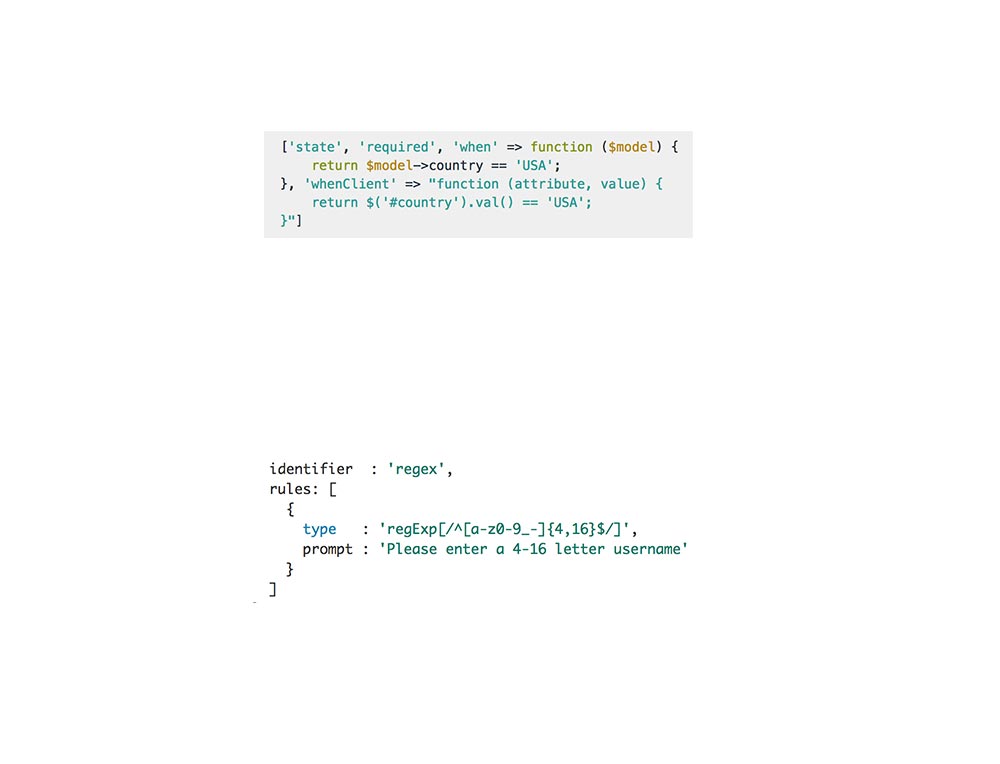 ['state', 'required', 'when' => function ($model) {
    return $model->country == 'USA';
}, 'whenClient' => "function (attribute, value) {
    return $('#country').val() == 'USA';
}"]
identifier  : 'regex',
rules: [
  {
    type   : 'regExp[/^[a-z0-9_-]{4,16}$/]',
    prompt : 'Please enter a 4-16 letter username'
  }
]